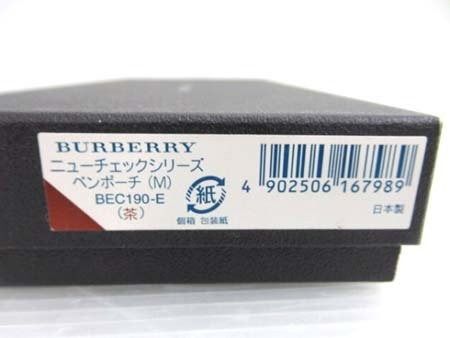 BURBERRY
ニューチェックシリーズ
ペンポーチ (M)
BEC190-E
(茶)
紙
個箱 包装紙
4 902506 167989
日本製